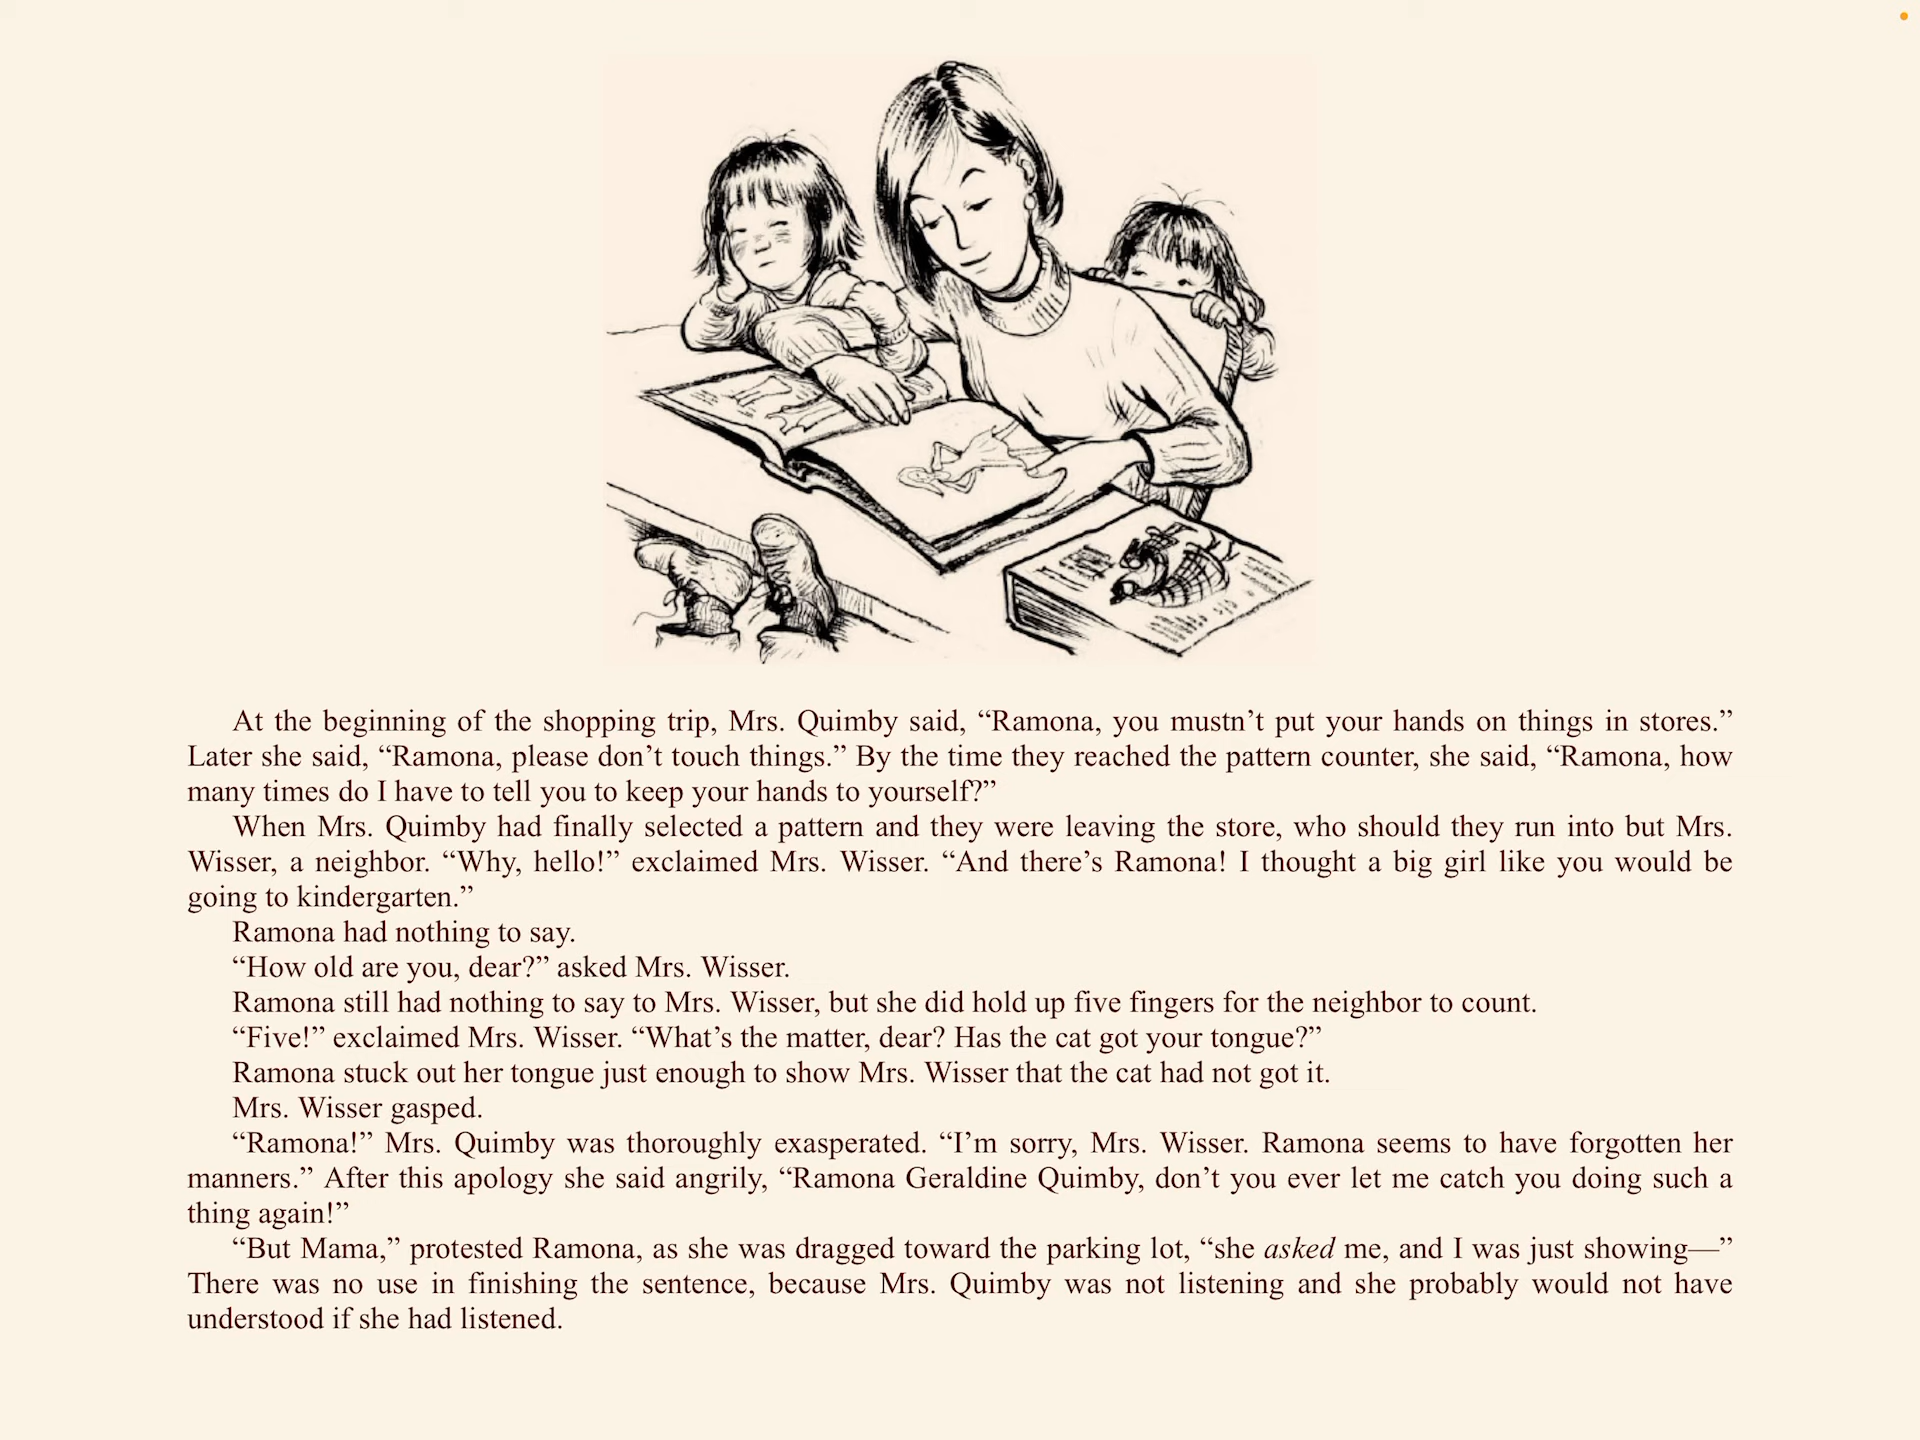 At the beginning of the shopping trip, Mrs. Quimby said, “Ramona, you mustn’t put your hands on things in stores.”
Later she said, “Ramona, please don’t touch things.” By the time they reached the pattern counter, she said, “Ramona, how
many times do I have to tell you to keep your hands to yourself?”
When Mrs. Quimby had finally selected a pattern and they were leaving the store, who should they run into but Mrs.
Wisser, a neighbor. “Why, hello!” exclaimed Mrs. Wisser. “And there’s Ramona! I thought a big girl like you would be
going to kindergarten.”
Ramona had nothing to say.
“How old are you, dear?” asked Mrs. Wisser.
Ramona still had nothing to say to Mrs. Wisser, but she did hold up five fingers for the neighbor to count.
“Five!” exclaimed Mrs. Wisser. “What’s the matter, dear? Has the cat got your tongue?”
Ramona stuck out her tongue just enough to show Mrs. Wisser that the cat had not got it.
Mrs. Wisser gasped.
“Ramona!” Mrs. Quimby was thoroughly exasperated. “I’m sorry, Mrs. Wisser. Ramona seems to have forgotten her
manners.” After this apology she said angrily, “Ramona Geraldine Quimby, don’t you ever let me catch you doing such a
thing again!”
“But Mama,” protested Ramona, as she was dragged toward the parking lot, “she asked me, and I was just showing—”
There was no use in finishing the sentence, because Mrs. Quimby was not listening and she probably would not have
understood if she had listened.